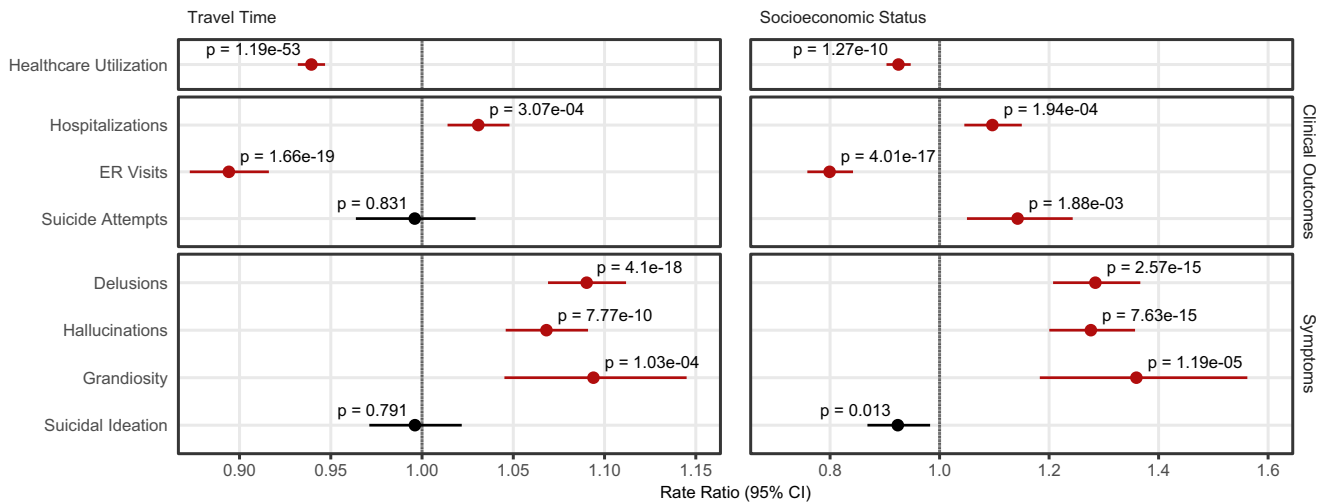 Travel Time Socioeconomic Status
Healthcare Utilization p = 1.19e-53 p = 1.27e-10
Hospitalizations p = 3.07e-04 p = 1.94e-04
ER Visits p = 1.66e-19 p = 4.01e-17
Suicide Attempts p = 0.831 p = 1.88e-03
Clinical Outcomes
Delusions p = 4.1e-18 p = 2.57e-15
Hallucinations p = 7.77e-10 p = 7.63e-15
Grandiosity p = 1.03e-04 p = 1.19e-05
Suicidal Ideation p = 0.791 p = 0.013
Symptoms
0.90 0.95 1.00 1.05 1.10 1.15 0.8 1.0 1.2 1.4 1.6
Rate Ratio (95% CI)